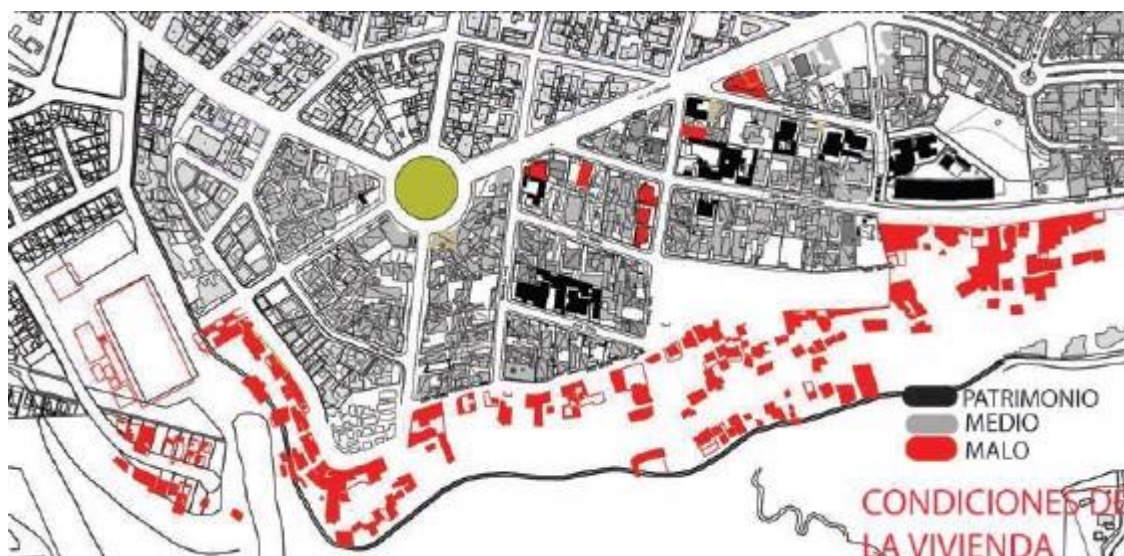 PATRIMONIO
MEDIO
MALO
CONDICIONES DE
LA VIVIENDA